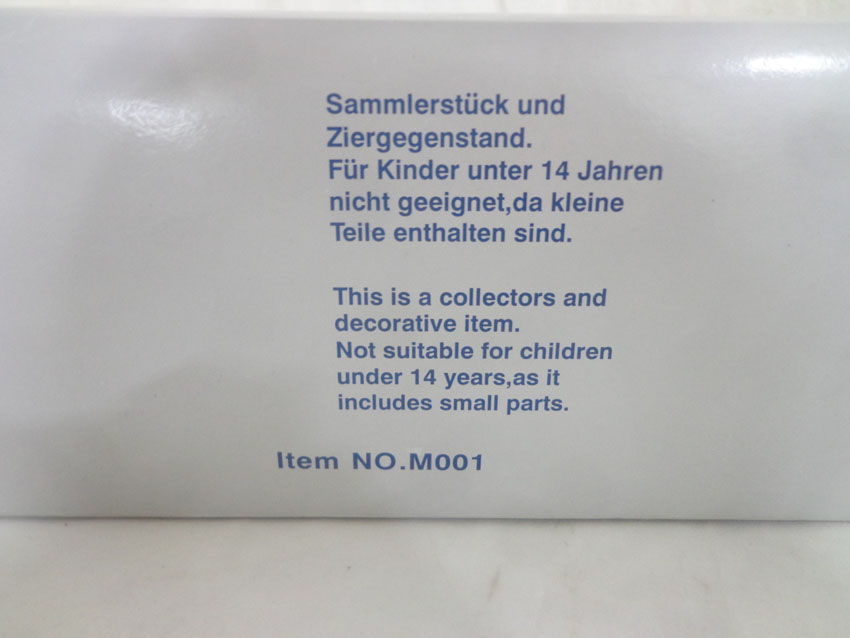 Sammlerstück und
Ziergegenstand.
Für Kinder unter 14 Jahren
nicht geeignet,da kleine
Teile enthalten sind.
This is a collectors and
decorative item.
Not suitable for children
under 14 years,as it
includes small parts.
Item NO.M001